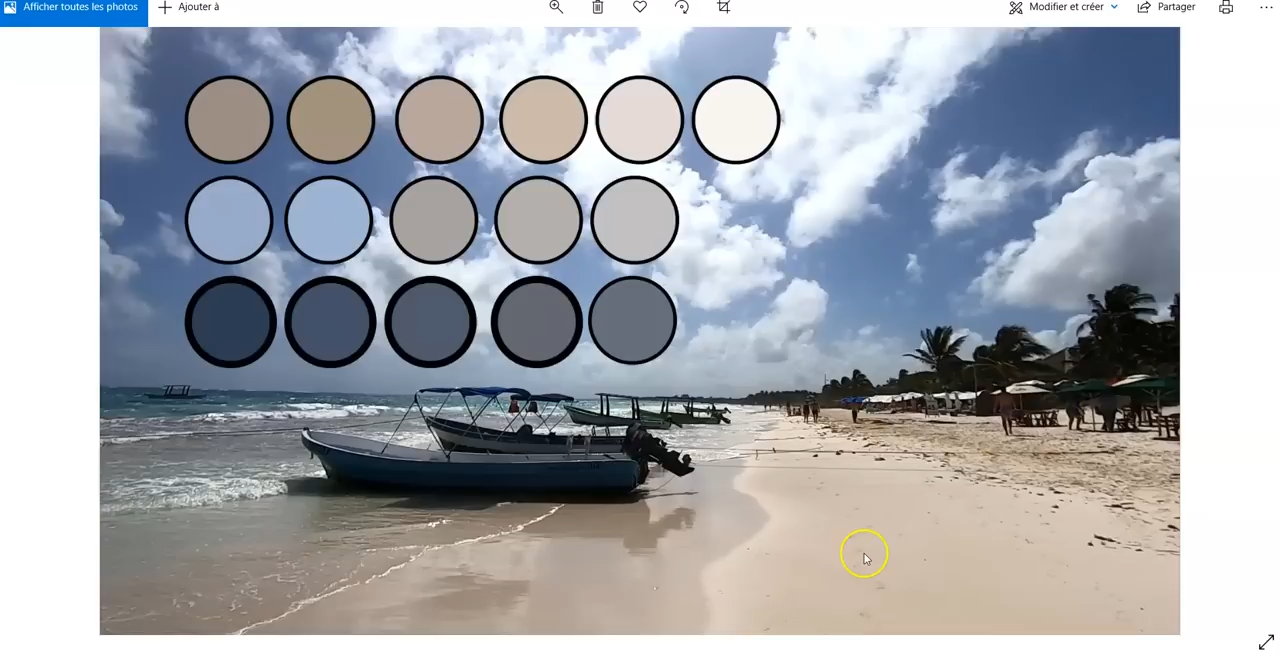 Afficher toutes les photos
Ajouter à
Modifier et créer
Partager